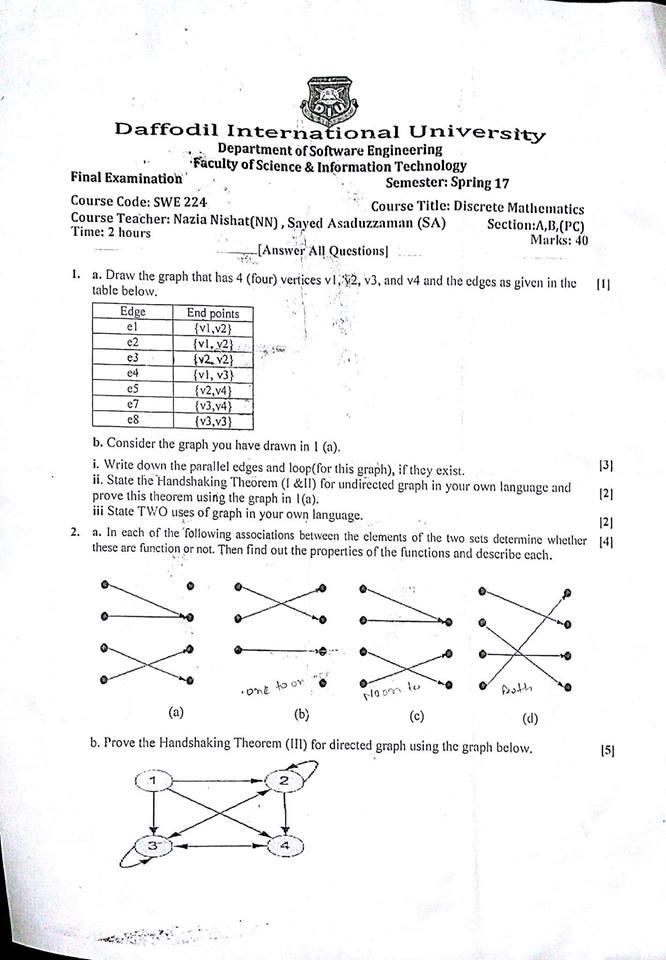 DIU
Daffodil International University
Department of Software Engineering
Faculty of Science & Information Technology
Final Examination
Semester: Spring 17
Course Code: SWE 224
Course Title: Discrete Mathematics
Course Teacher: Nazia Nishat(NN) , Sayed Asaduzzaman (SA)
Section:A,B,(PC)
Time: 2 hours
Marks: 40
[Answer All Questions]
1. a. Draw the graph that has 4 (four) vertices v1, v2, v3, and v4 and the edges as given in the [1]
table below.
Edge End points
e1 {v1,v2}
e2 {v1, v2}
e3 {v2, v2}
e4 {v1, v3}
e5 {v2,v4}
e7 {v3,v4}
e8 {v3,v3}
b. Consider the graph you have drawn in 1 (a).
i. Write down the parallel edges and loop(for this graph), if they exist. [3]
ii. State the Handshaking Theorem (I &II) for undirected graph in your own language and [2]
prove this theorem using the graph in 1(a).
iii State TWO uses of graph in your own language. [2]
2. a. In each of the following associations between the elements of the two sets determine whether [4]
these are function or not. Then find out the properties of the functions and describe each.
one to on
Both
(a) (b) (c) (d)
b. Prove the Handshaking Theorem (III) for directed graph using the graph below. [5]
1 2
3 4